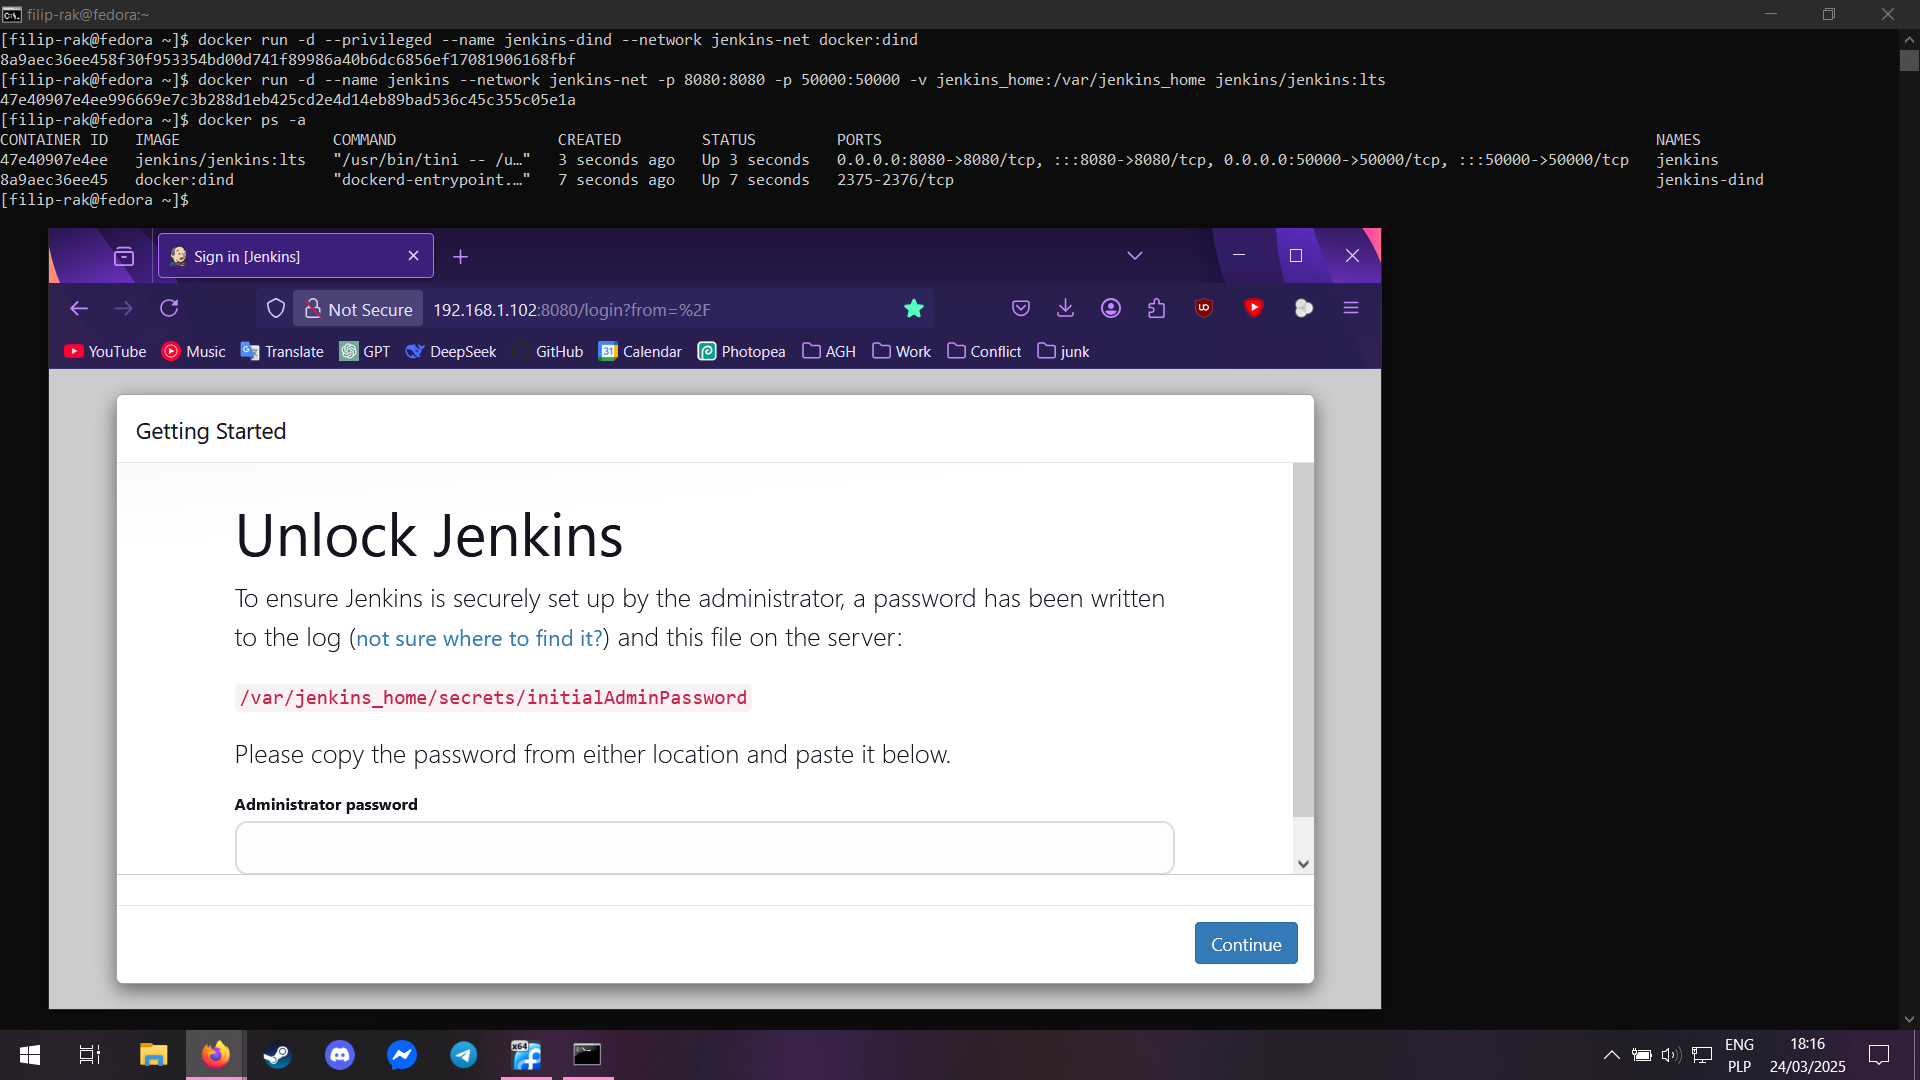 filip-rak@fedora:~
[filip-rak@fedora ~]$ docker run -d --privileged --name jenkins-dind --network jenkins-net docker:dind
8a9aec36ee458f30f953354bd00d741f89986a40b6dc6856ef17081906168fbf
[filip-rak@fedora ~]$ docker run -d --name jenkins --network jenkins-net -p 8080:8080 -p 50000:50000 -v jenkins_home:/var/jenkins_home jenkins/jenkins:lts
47e40907e4ee996669e7c3b288d1eb425cd2e4d14eb89bad536c45c355c05e1a
[filip-rak@fedora ~]$ docker ps -a
CONTAINER ID IMAGE COMMAND CREATED STATUS PORTS NAMES
47e40907e4ee jenkins/jenkins:lts "/usr/bin/tini -- /u…" 3 seconds ago Up 3 seconds 0.0.0.0:8080->8080/tcp, :::8080->8080/tcp, 0.0.0.0:50000->50000/tcp, :::50000->50000/tcp jenkins
8a9aec36ee45 docker:dind "dockerd-entrypoint.…" 7 seconds ago Up 7 seconds 2375-2376/tcp jenkins-dind
[filip-rak@fedora ~]$
Sign in [Jenkins]
Not Secure 192.168.1.102:8080/login?from=%2F
YouTube Music Translate GPT DeepSeek GitHub 31 Calendar Photopea AGH Work Conflict junk
Getting Started
Unlock Jenkins
To ensure Jenkins is securely set up by the administrator, a password has been written
to the log (not sure where to find it?) and this file on the server:
/var/jenkins_home/secrets/initialAdminPassword
Please copy the password from either location and paste it below.
Administrator password
Continue
x64
ENG
PLP
18:16
24/03/2025